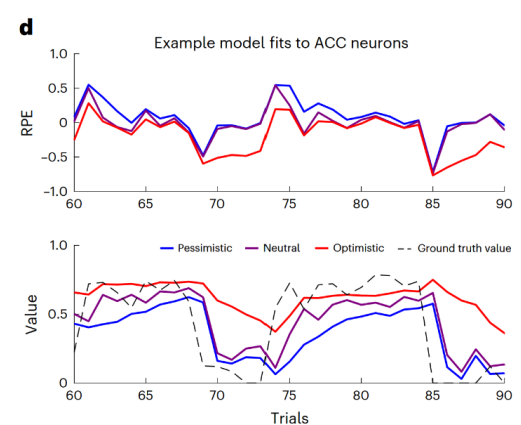 d
Example model fits to ACC neurons
1.0
0.5
0
−0.5
−1.0
RPE
60 65 70 75 80 85 90
1.0
0.5
0
Value
Pessimistic Neutral Optimistic Ground truth value
60 65 70 75 80 85 90
Trials